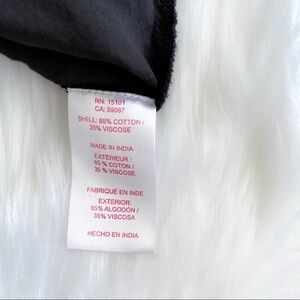 RN: 15101
CA: 59087
SHELL: 65% COTTON /
35% VISCOSE
MADE IN INDIA
EXTERIEUR:
65 % COTON /
35 % VISCOSE
FABRIQUÉ EN INDE
EXTERIOR:
65% ALGODÓN /
35% VISCOSA
HECHO EN INDIA